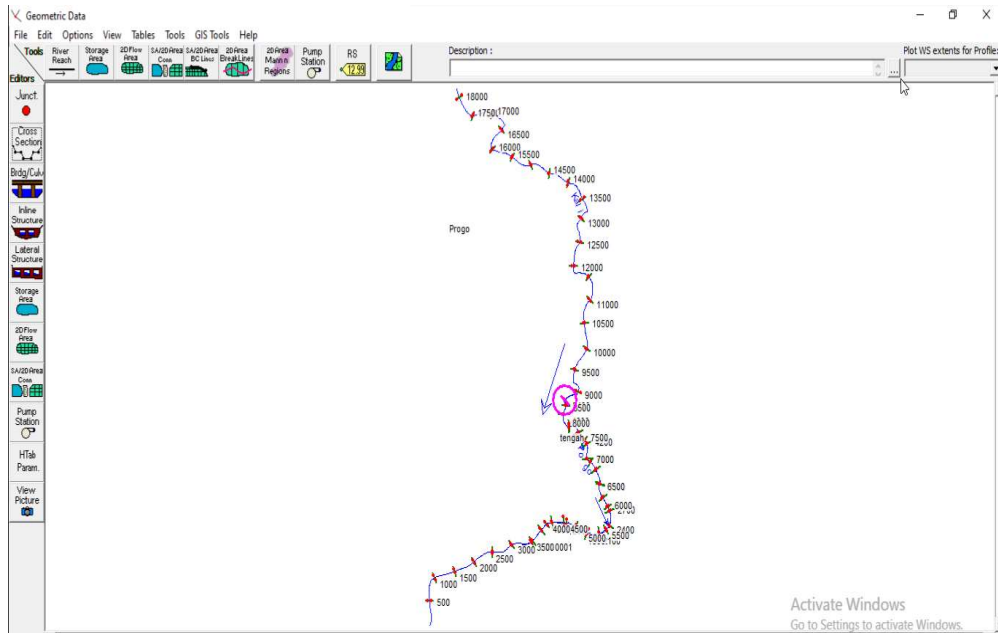 Geometric Data
File Edit Options View Tables Tools GIS Tools Help
Tools
Editors
River Reach
Storage Area
2D Flow Area
SA/2D Area Conn
SA/2D Area BC Lines
2D Area BreakLines
2D Area Mann n Regions
Pump Station
RS
12.99
Description :
...
Plot WS extents for Profile:
Junct.
Cross Section
Brdg/Culv
Inline Structure
Lateral Structure
Storage Area
2D Flow Area
SA/2D Area Conn
Pump Station
HTab Param.
View Picture
18000
17000
16500
16000
15500
14500
14000
13500
13000
Progo
12500
12000
11000
10500
10000
9500
9000
8500
8000
tengah
7500
7000
6500
6000
5500
5000
4500
4000
3500
3000
2500
2000
1500
1000
500
Activate Windows
Go to Settings to activate Windows.